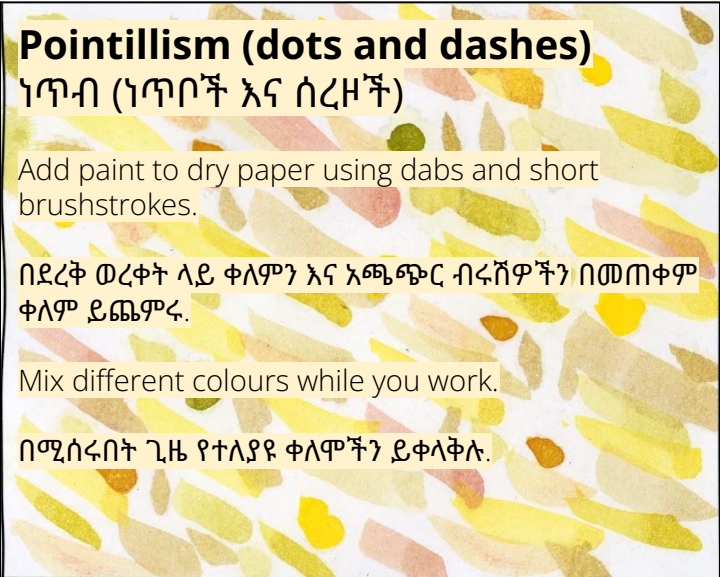 Pointillism (dots and dashes)
ነጥብ (ነጥቦች እና ሰረዞች)
Add paint to dry paper using dabs and short
brushstrokes.
በደረቅ ወረቀት ላይ ቀለምን እና አጫጭር ብሩሽዎችን በመጠቀም
ቀለም ይጨምሩ.
Mix different colours while you work.
በሚሰሩበት ጊዜ የተለያዩ ቀለሞችን ይቀላቅሉ.